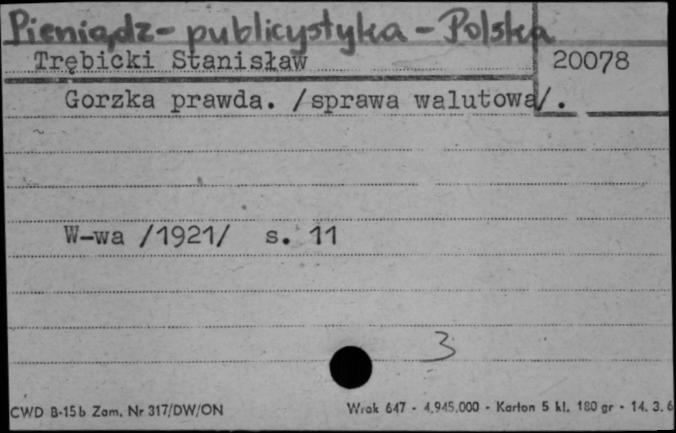 Pieniądz - publicystyka - Polska
Trębicki Stanisław
20078
Gorzka prawda. /sprawa walutowa/.
W-wa /1921/ s. 11
3
CWD B-15b Zam. Nr 317/DW/ON
Wrak 647 - 4.945.000 - Karton 5 kl. 180 gr - 14. 3. 6